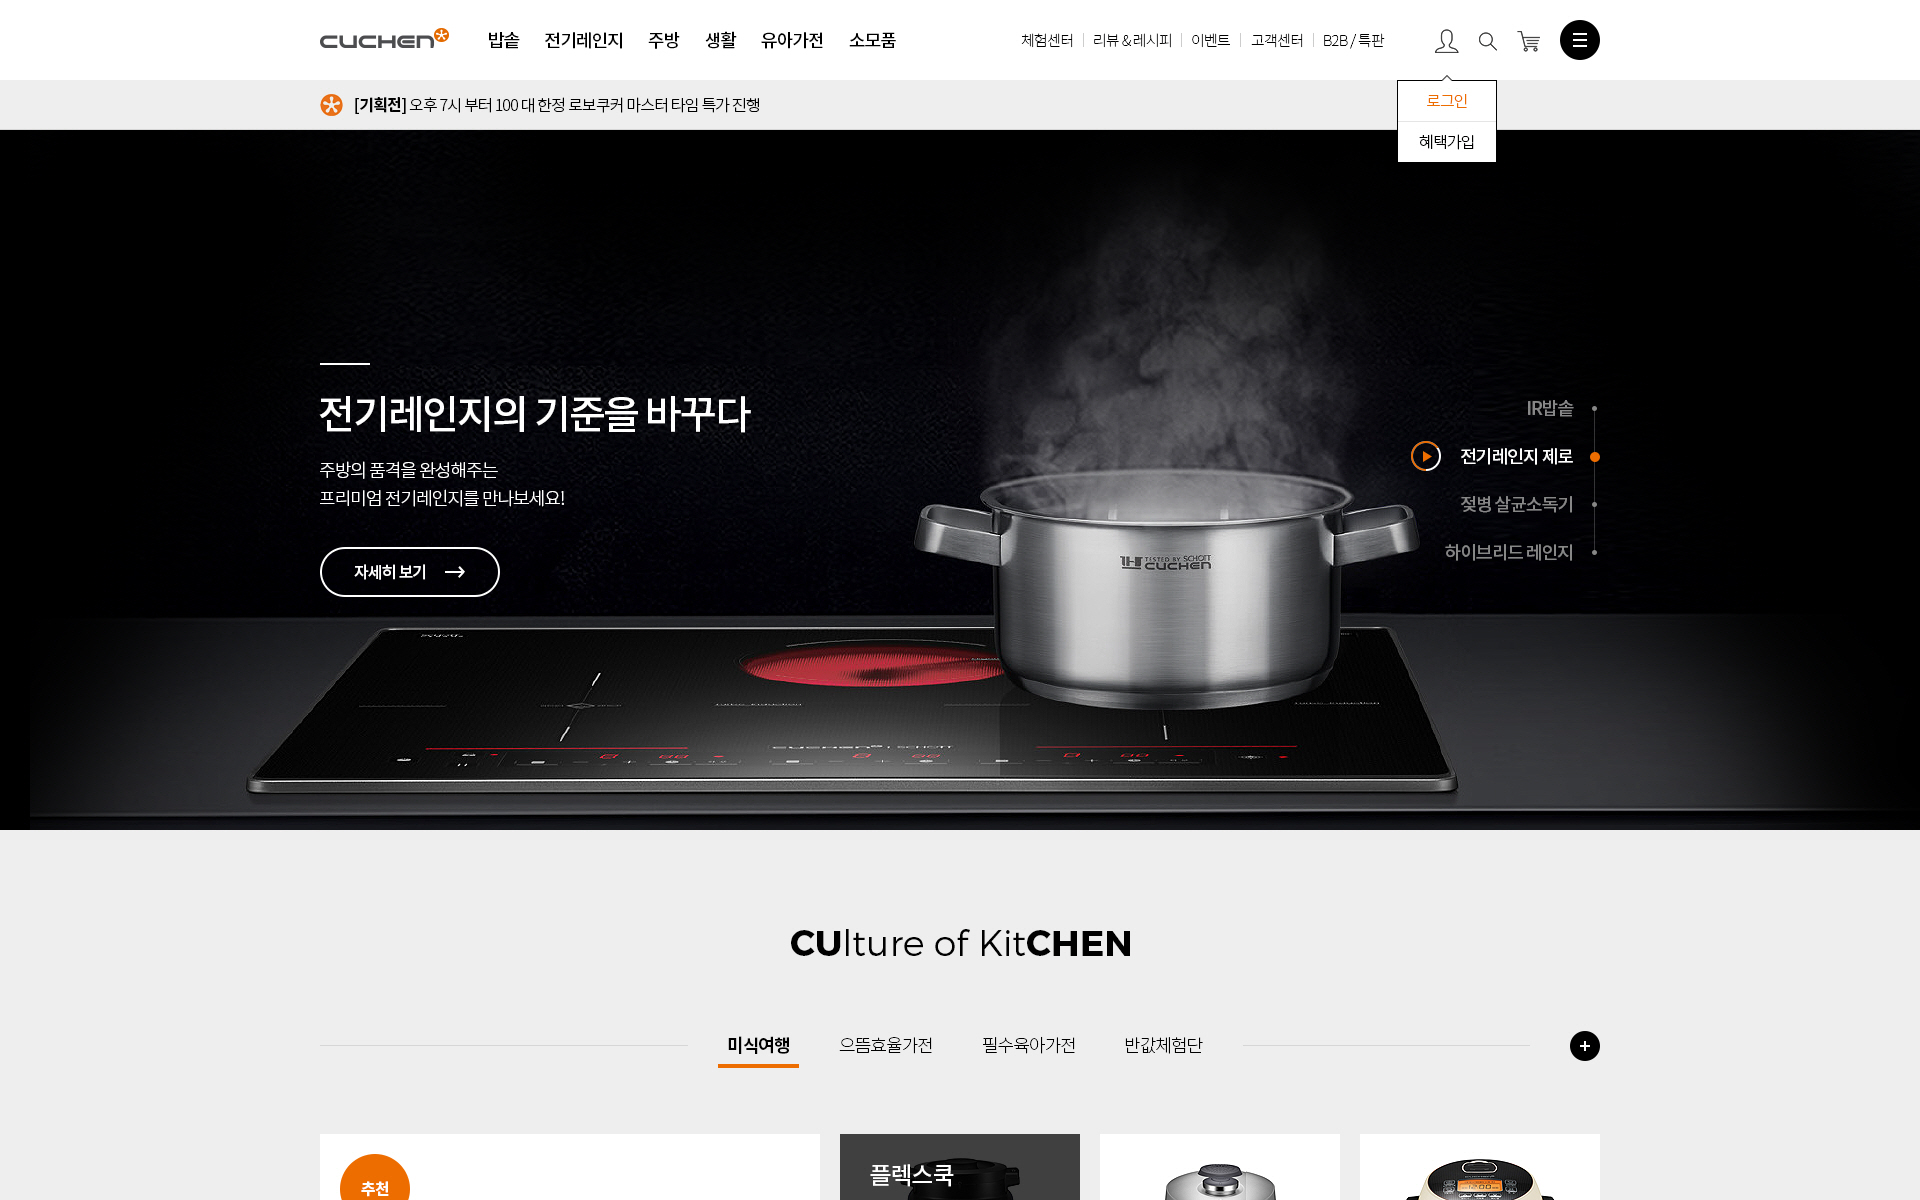 CUCHEN
밥솥 전기레인지 주방 생활 유아가전 소모품
체험센터 리뷰&레시피 이벤트 고객센터 B2B / 특판
로그인
혜택가입
[기획전] 오후 7시 부터 100 대 한정 로보쿠커 마스터 타임 특가 진행
전기레인지의 기준을 바꾸다
주방의 품격을 완성해주는
프리미엄 전기레인지를 만나보세요!
자세히 보기
IR밥솥
전기레인지 제로
젖병 살균소독기
하이브리드 레인지
IH TESTED BY SCHOTT
CUCHEN
CUCHEN SCHOTT
CUlture of KitCHEN
미식여행 으뜸효율가전 필수육아가전 반값체험단
추천
플렉스쿡